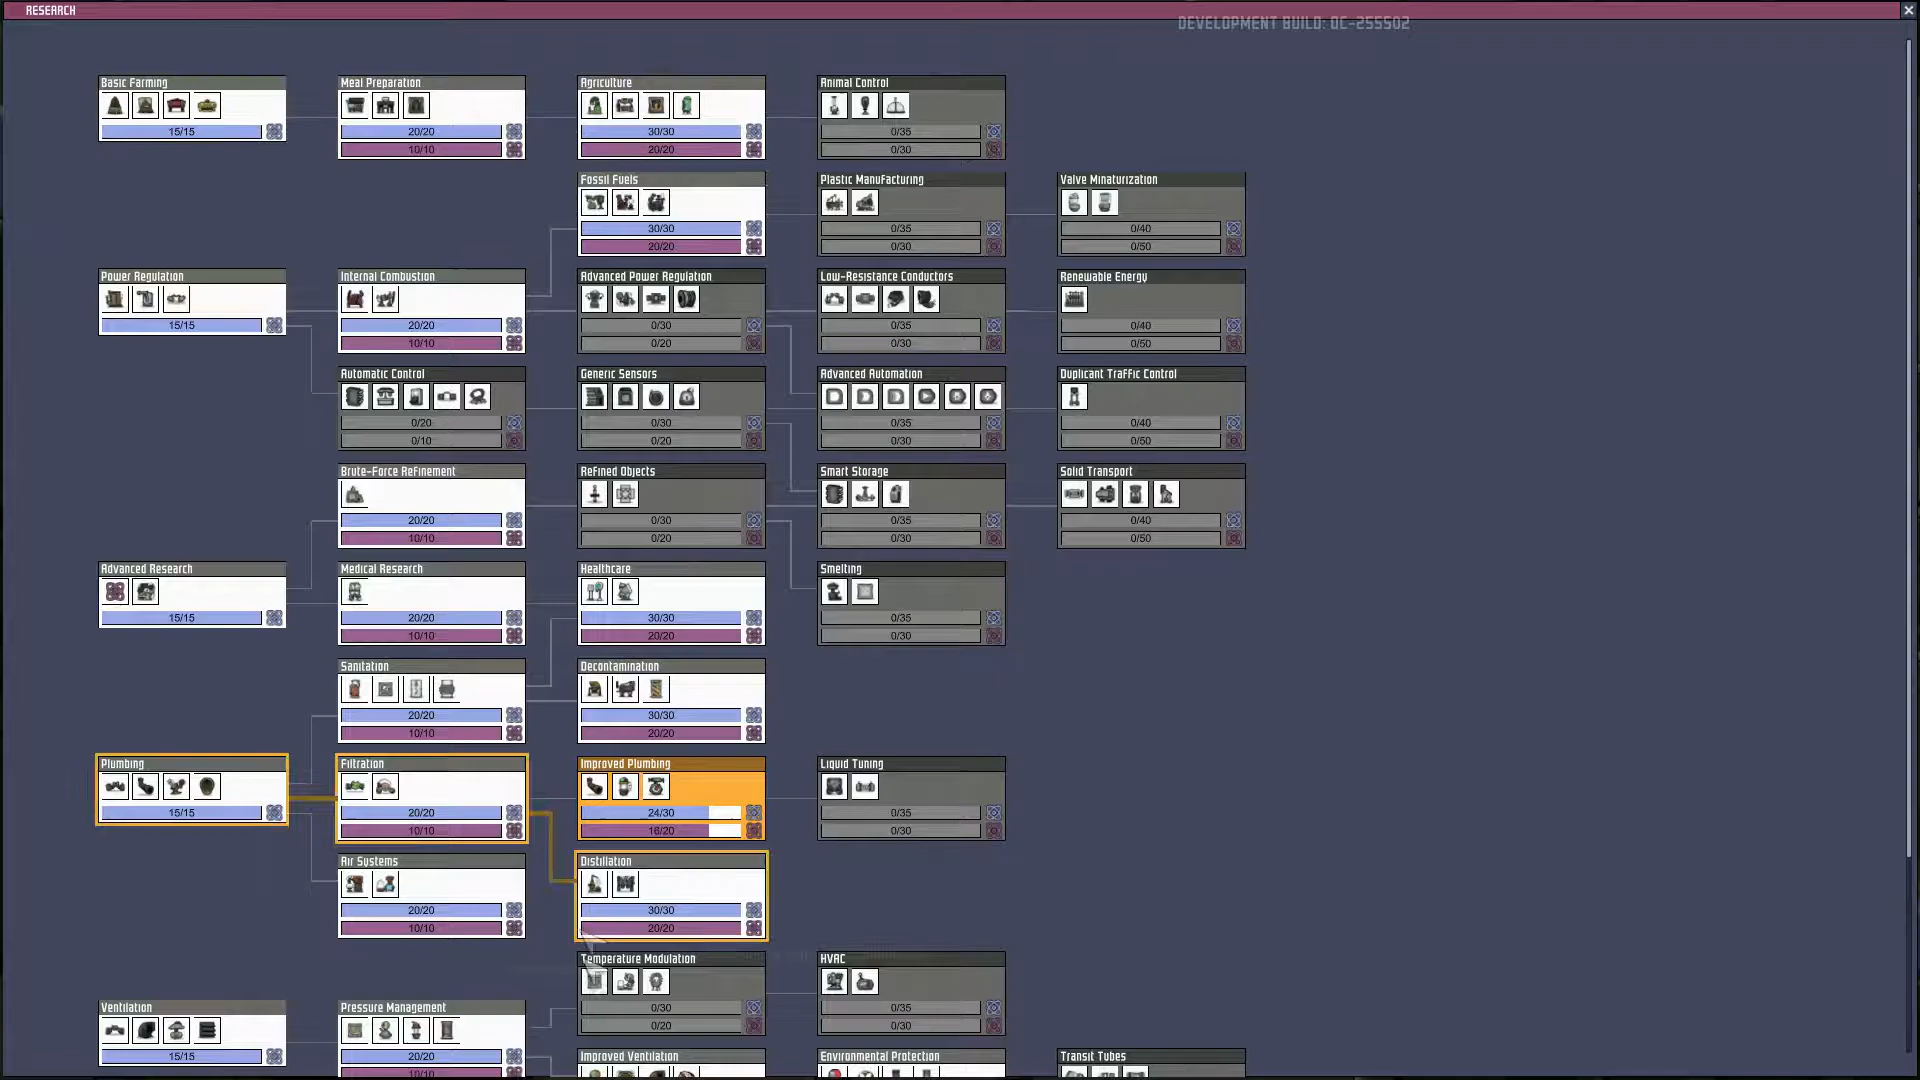 RESEARCH
DEVELOPMENT BUILD: OC-255502
Basic Farming
15/15
Meal Preparation
20/20
10/10
Agriculture
30/30
20/20
Animal Control
0/35
0/30
Fossil Fuels
30/30
20/20
Plastic Manufacturing
0/35
0/30
Valve Minaturization
0/40
0/50
Power Regulation
15/15
Internal Combustion
20/20
10/10
Advanced Power Regulation
0/30
0/20
Low-Resistance Conductors
0/35
0/30
Renewable Energy
0/40
0/50
Automatic Control
0/20
0/10
Generic Sensors
0/30
0/20
Advanced Automation
0/35
0/30
Duplicant Traffic Control
0/40
0/50
Brute-Force Refinement
20/20
10/10
Refined Objects
0/30
0/20
Smart Storage
0/35
0/30
Solid Transport
0/40
0/50
Advanced Research
15/15
Medical Research
20/20
10/10
Healthcare
30/30
20/20
Smelting
0/35
0/30
Sanitation
20/20
10/10
Decontamination
30/30
20/20
Plumbing
15/15
Filtration
20/20
10/10
Improved Plumbing
24/30
16/20
Liquid Tuning
0/35
0/30
Air Systems
20/20
10/10
Distillation
30/30
20/20
Temperature Modulation
0/30
0/20
HVAC
0/35
0/30
Ventilation
15/15
Pressure Management
20/20
10/10
Improved Ventilation
Environmental Protection
Transit Tubes